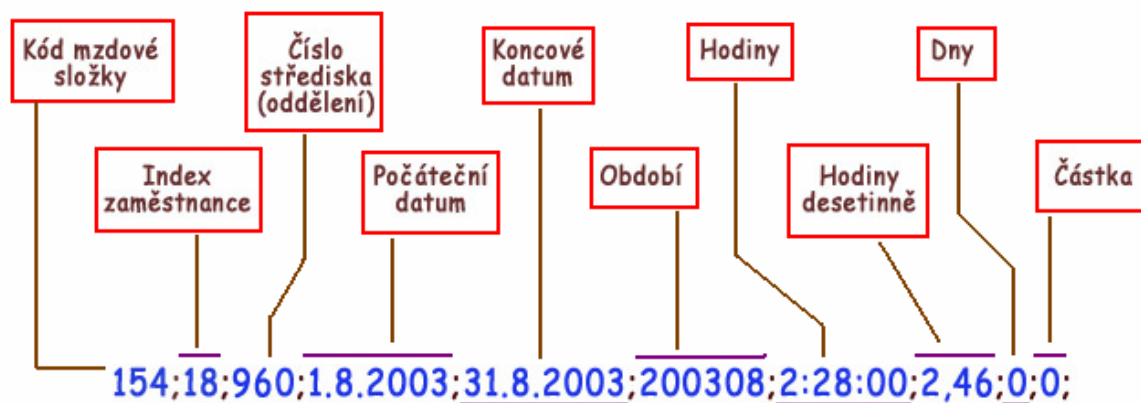 Kód mzdové
složky
Číslo
střediska
(oddělení)
Koncové
datum
Hodiny
Dny
Index
zaměstnance
Počáteční
datum
Období
Hodiny
desetinně
Částka
154;18;960;1.8.2003;31.8.2003;200308;2:28:00;2,46;0;0;